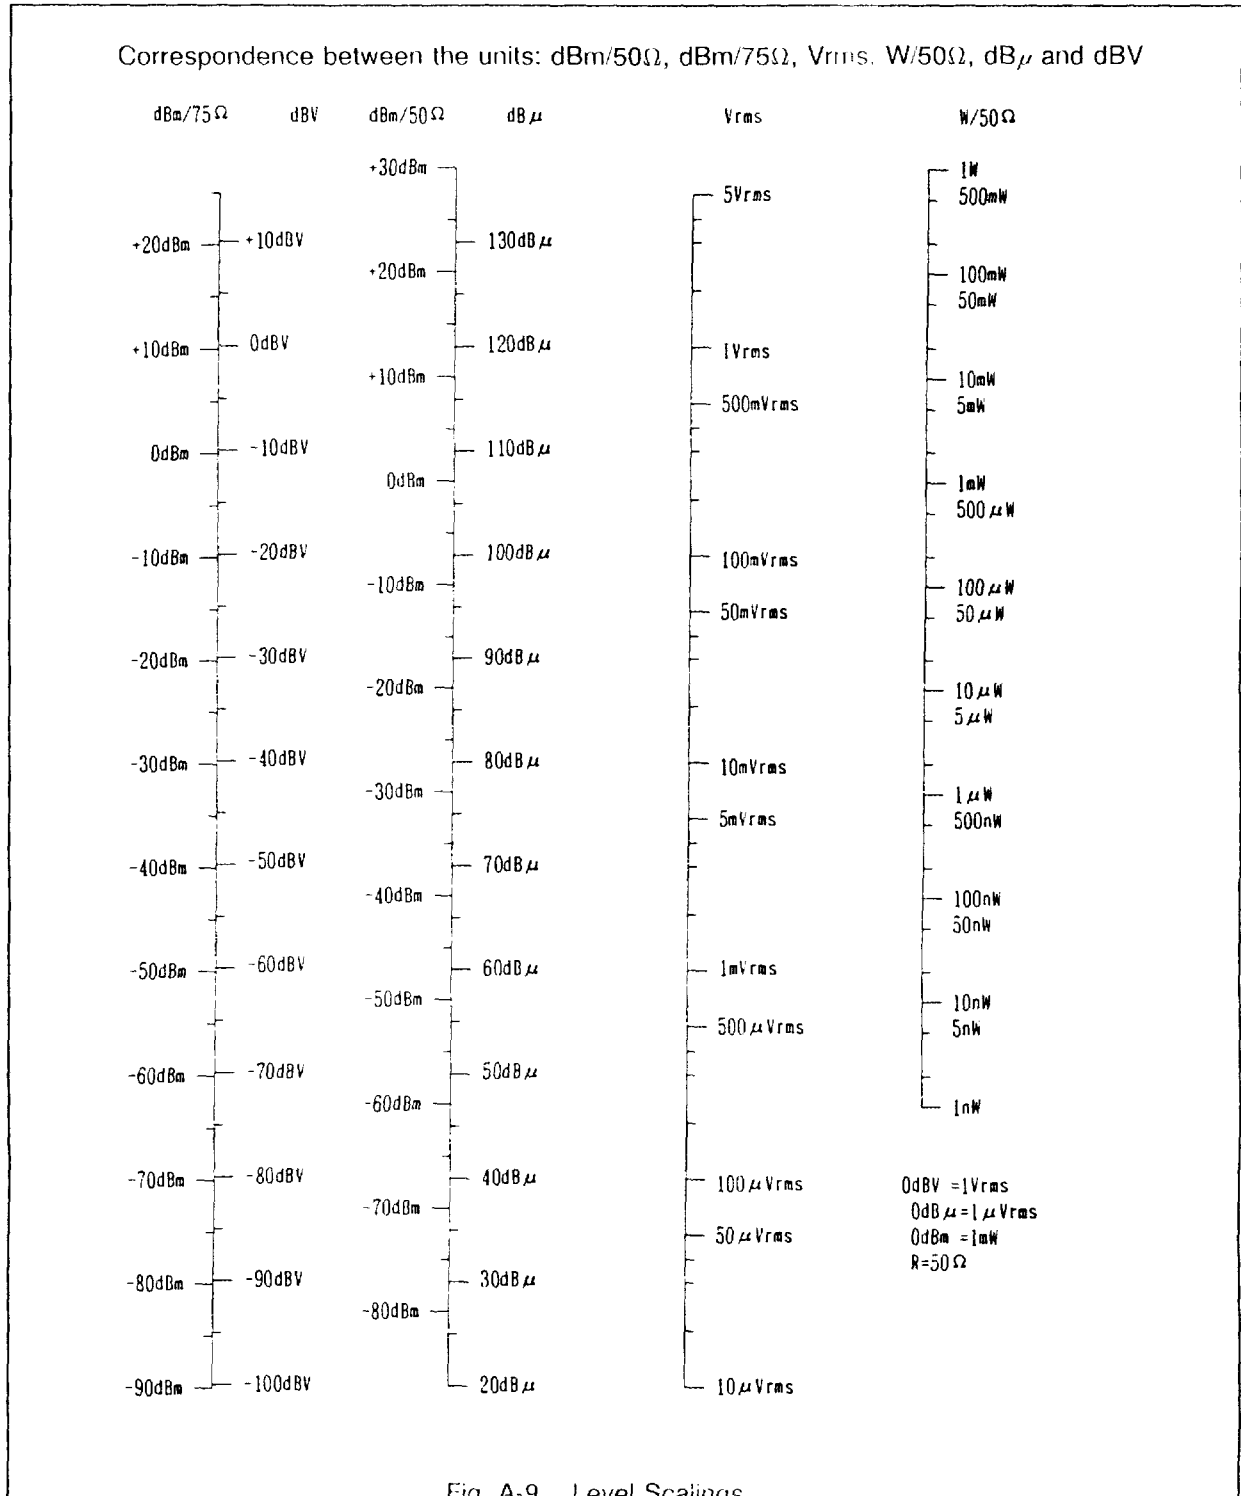 Correspondence between the units: dBm/50Ω, dBm/75Ω, Vrms, W/50Ω, dBμ and dBV
dBm/75Ω dBV dBm/50Ω dBμ Vrms W/50Ω
+30dBm 1W
5Vrms 500mW
+20dBm +10dBV 130dBμ
+20dBm 100mW
50mW
+10dBm 0dBV 120dBμ 1Vrms
+10dBm 10mW
500mVrms 5mW
0dBm -10dBV 110dBμ
0dBm 1mW
500μW
-10dBm -20dBV 100dBμ 100mVrms
-10dBm 100μW
50mVrms 50μW
-20dBm -30dBV 90dBμ
-20dBm 10μW
5μW
-30dBm -40dBV 80dBμ 10mVrms
-30dBm 1μW
5mVrms 500nW
-40dBm -50dBV 70dBμ
-40dBm 100nW
50nW
-50dBm -60dBV 60dBμ 1mVrms
-50dBm 10nW
500μVrms 5nW
-60dBm -70dBV 50dBμ
-60dBm 1nW
-70dBm -80dBV 40dBμ 100μVrms 0dBV =1Vrms
-70dBm 0dBμ=1μVrms
50μVrms 0dBm =1mW
R=50Ω
-80dBm -90dBV 30dBμ
-80dBm
-90dBm -100dBV 20dBμ 10μVrms
Fig. A-9 Level Scalings